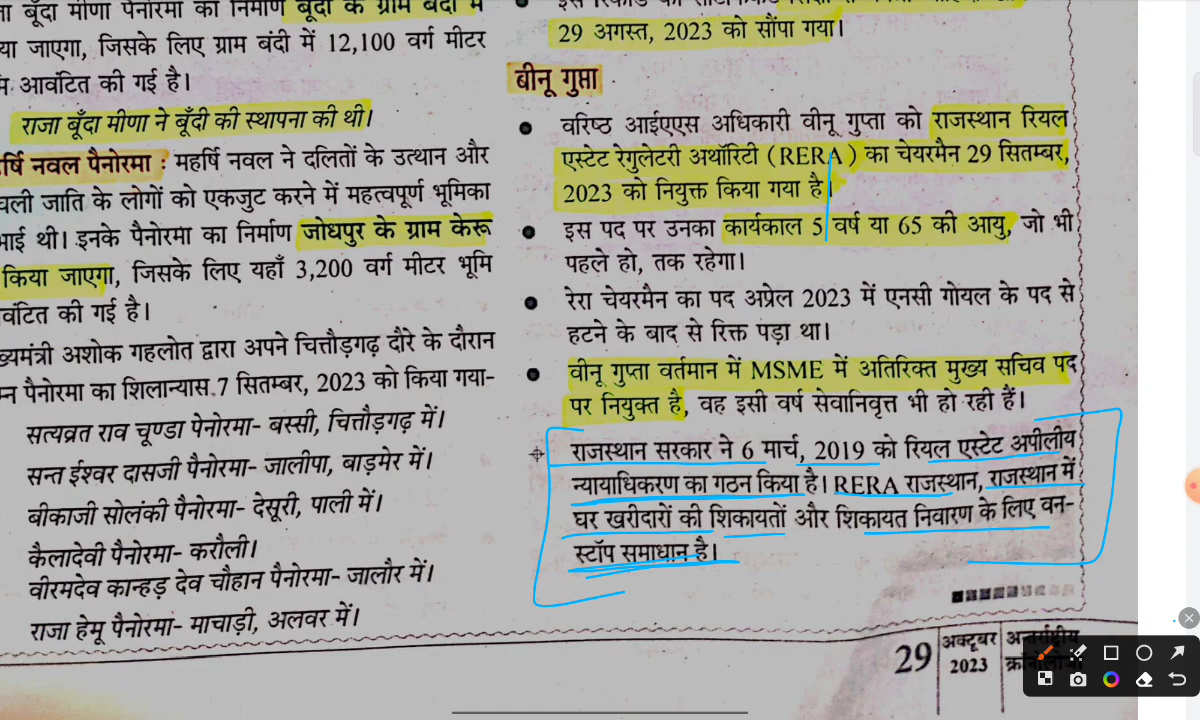 बूँदा मीणा पैनोरमा का निर्माण बूंदी के ग्राम बंदी में
या जाएगा, जिसके लिए ग्राम बंदी में 12,100 वर्ग मीटर
आवंटित की गई है।
राजा बूँदा मीणा ने बूँदी की स्थापना की थी।
र्षि नवल पैनोरमा : महर्षि नवल ने दलितों के उत्थान और
जाति के लोगों को एकजुट करने में महत्वपूर्ण भूमिका
भाई थी। इनके पैनोरमा का निर्माण जोधपुर के ग्राम केरू
किया जाएगा, जिसके लिए यहाँ 3,200 वर्ग मीटर भूमि
वंटित की गई है।
ख्यमंत्री अशोक गहलोत द्वारा अपने चित्तौड़गढ़ दौरे के दौरान
म्न पैनोरमा का शिलान्यास 7 सितम्बर, 2023 को किया गया-
सत्यव्रत राव चूण्डा पैनोरमा- बस्सी, चित्तौड़गढ़ में।
सन्त ईश्वर दासजी पैनोरमा- जालीपा, बाड़मेर में।
बीकाजी सोलंकी पैनोरमा- देसूरी, पाली में।
कैलादेवी पैनोरमा- करौली।
वीरमदेव कान्हड़ देव चौहान पैनोरमा- जालौर में।
राजा हेमू पैनोरमा- माचाड़ी, अलवर में।
29 अगस्त, 2023 को सौंपा गया।
बीनू गुप्ता
वरिष्ठ आईएएस अधिकारी वीनू गुप्ता को राजस्थान रियल
एस्टेट रेगुलेटरी अथॉरिटी (RERA) का चेयरमैन 29 सितम्बर,
2023 को नियुक्त किया गया है।
इस पद पर उनका कार्यकाल 5 वर्ष या 65 की आयु, जो भी
पहले हो, तक रहेगा।
रेरा चेयरमैन का पद अप्रेल 2023 में एनसी गोयल के पद से
हटने के बाद से रिक्त पड़ा था।
वीनू गुप्ता वर्तमान में MSME में अतिरिक्त मुख्य सचिव पद
पर नियुक्त है, वह इसी वर्ष सेवानिवृत्त भी हो रही हैं।
राजस्थान सरकार ने 6 मार्च, 2019 को रियल एस्टेट अपीलीय
न्यायाधिकरण का गठन किया है। RERA राजस्थान, राजस्थान में
घर खरीदारों की शिकायतों और शिकायत निवारण के लिए वन-
स्टॉप समाधान है।
29
अक्टूबर
2023
अन्तर्राष्ट्रीय